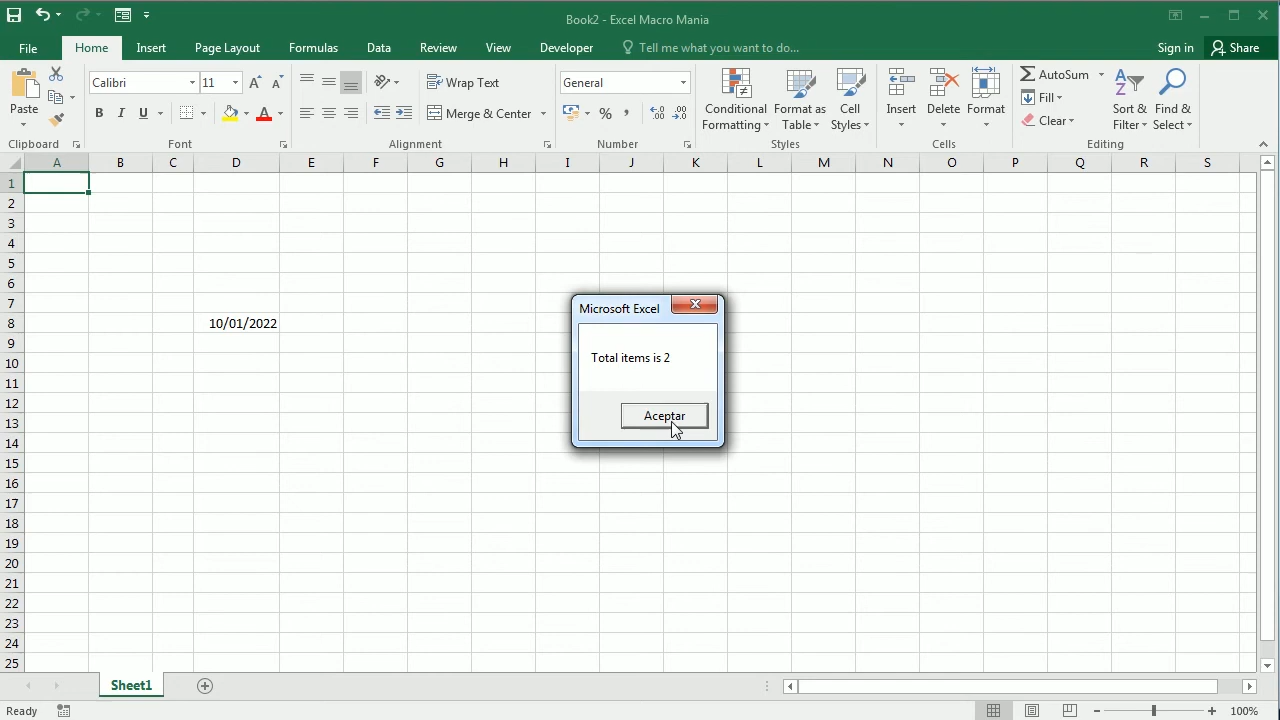 Book2 - Excel Macro Mania
File Home Insert Page Layout Formulas Data Review View Developer Tell me what you want to do... Sign in Share
Calibri 11 Wrap Text General AutoSum
Paste Conditional Format as Cell Insert Delete Format Fill Sort & Find &
B I U Merge & Center % , Formatting Table Styles Clear Filter Select
Clipboard Font Alignment Number Styles Cells Editing
A B C D E F G H I J K L M N O P Q R S
1
2
3
4
5
6
7
8 10/01/2022
9
10
11
12
13
14
15
16
17
18
19
20
21
22
23
24
25
Microsoft Excel
Total items is 2
Aceptar
Sheet1
Ready 100%